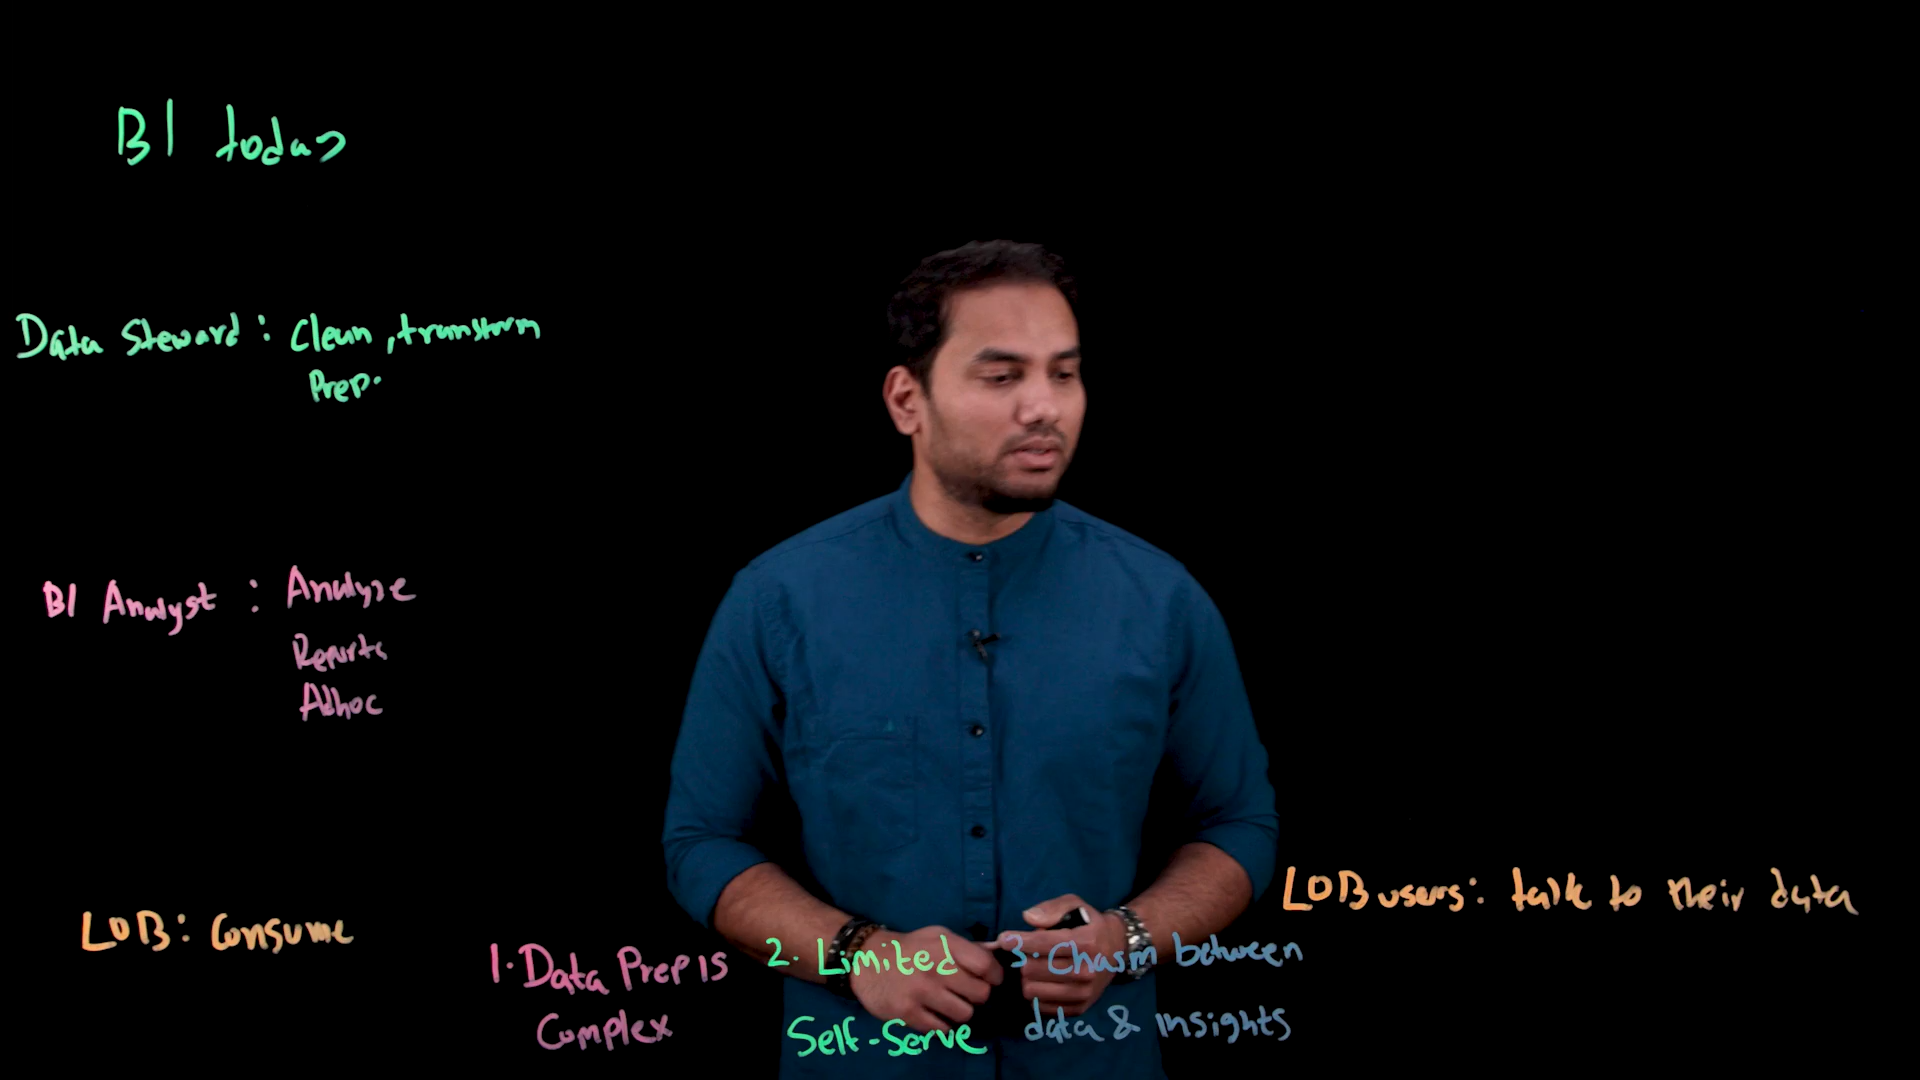 BI today
Data Steward: Clean, transform
Prep.
BI Analyst: Analyze
Reports
Adhoc
LOB: Consume
1. Data Prep is
Complex
2. Limited
Self-Serve
3. Chasm between
data & insights
LOB users: talk to their data